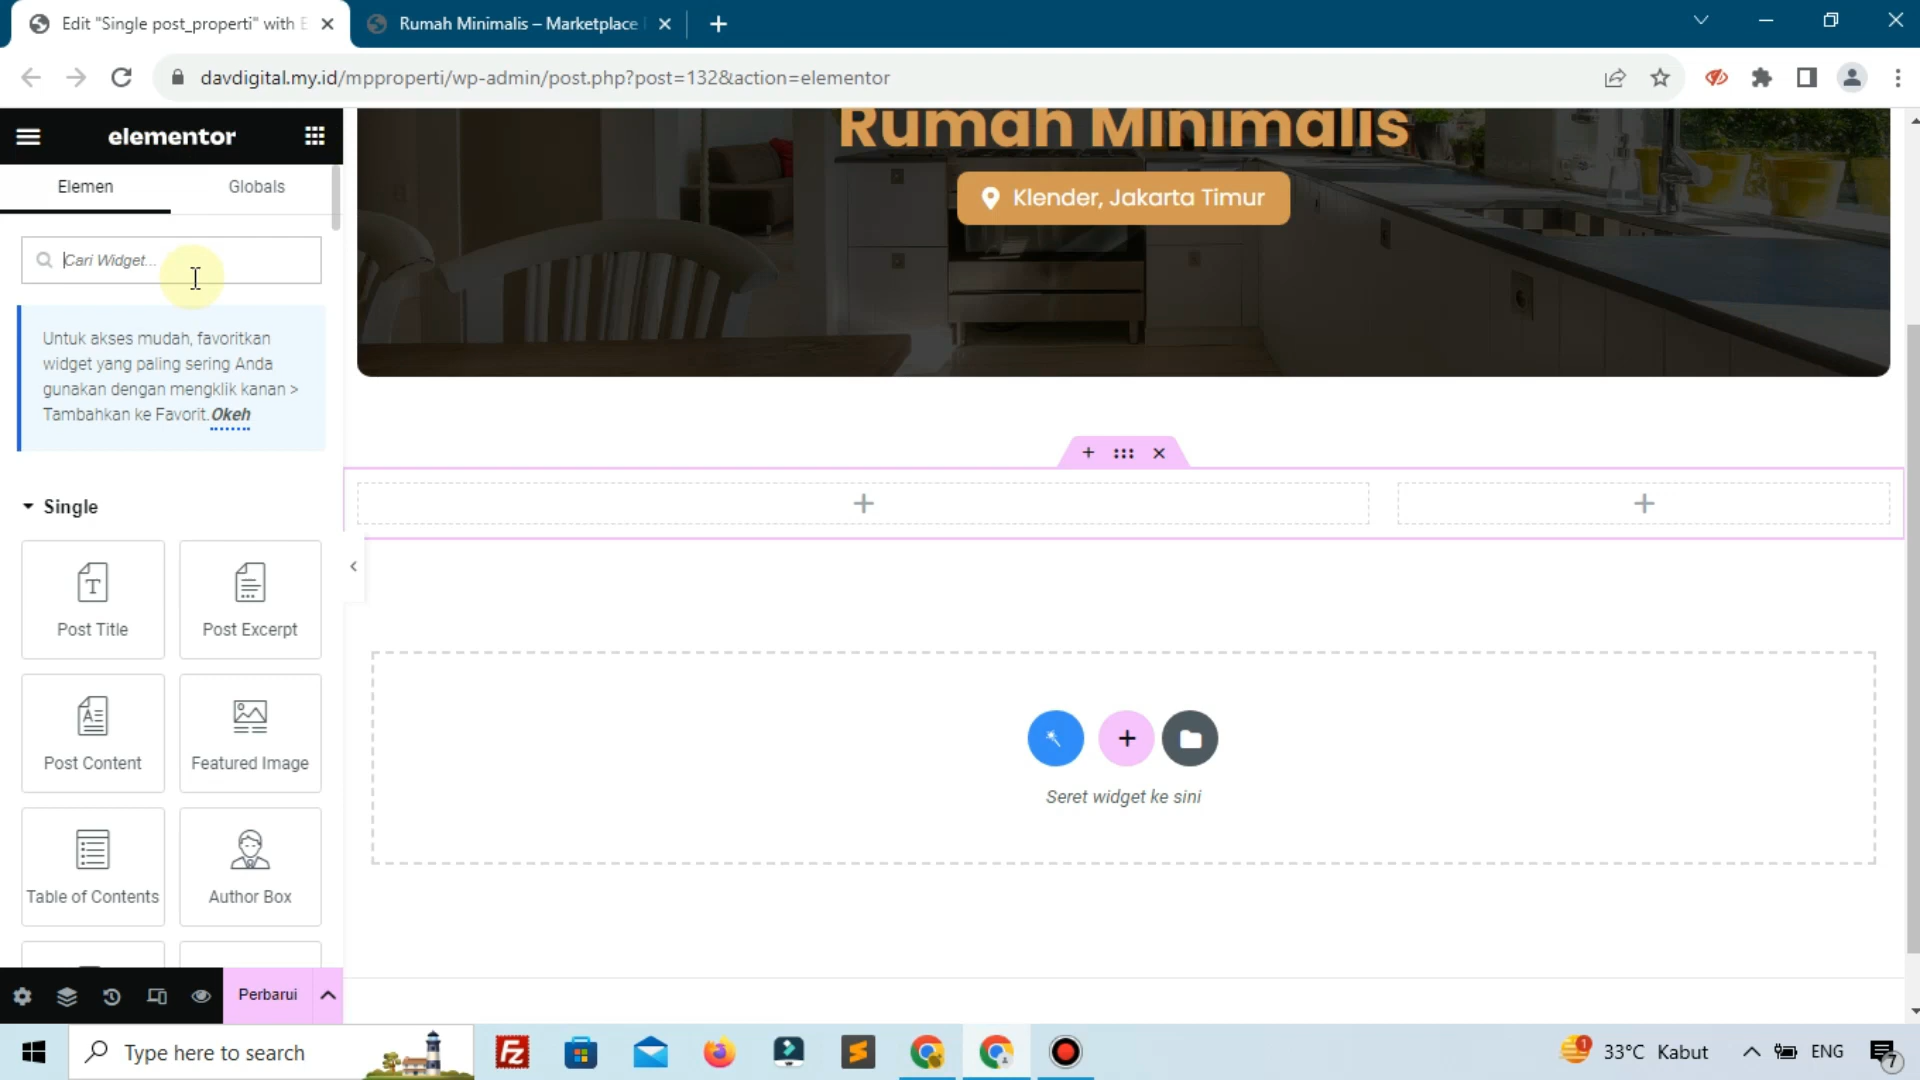 Edit "Single post_properti" with E
Rumah Minimalis – Marketplace
davdigital.my.id/mpproperti/wp-admin/post.php?post=132&action=elementor
elementor
Elemen
Globals
Cari Widget...
Untuk akses mudah, favoritkan
widget yang paling sering Anda
gunakan dengan mengklik kanan >
Tambahkan ke Favorit. Okeh
Single
Post Title
Post Excerpt
Post Content
Featured Image
Table of Contents
Author Box
Perbarui
Rumah Minimalis
Klender, Jakarta Timur
Seret widget ke sini
Type here to search
33°C Kabut
ENG
1
7